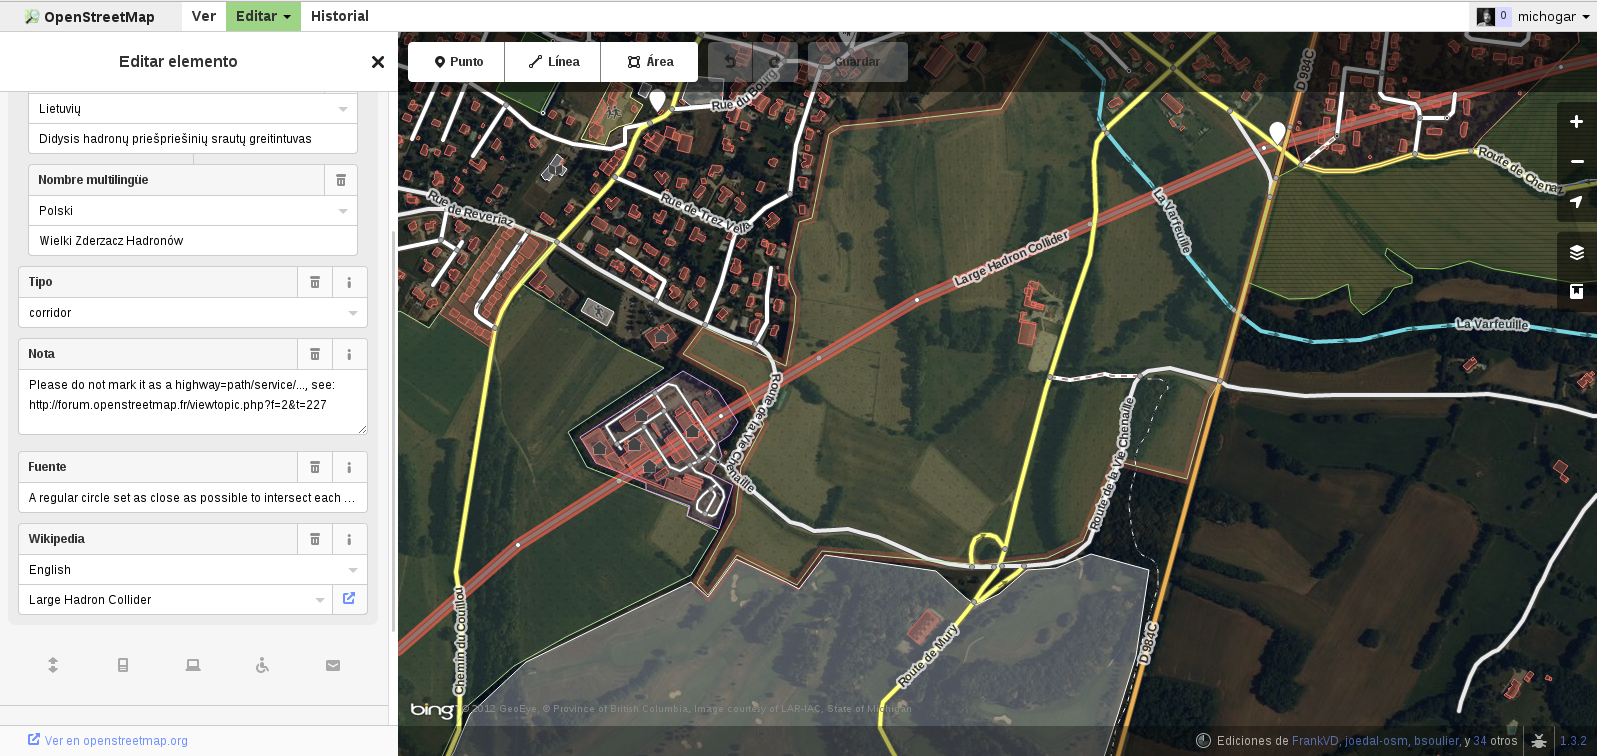 OpenStreetMap
Ver
Editar
Historial
0
michogar
Editar elemento
Punto
Línea
Área
Guardar
Lietuvių
Didysis hadronų priešpriešinių srautų greitintuvas
Nombre multilingüe
Polski
Wielki Zderzacz Hadronów
Tipo
corridor
Nota
Please do not mark it as a highway=path/service/..., see:
http://forum.openstreetmap.fr/viewtopic.php?f=2&t=227
Fuente
A regular circle set as close as possible to intersect each …
Wikipedia
English
Large Hadron Collider
Ver en openstreetmap.org
Rue du Bourg
D 984C
Route de Chenaz
Rue de Reveriaz
Rue de Trez Vella
La Varfeuille
Large Hadron Collider
La Varfeuille
Route de la Vie Chenaille
Route de la Vie Chenaille
Chemin du Couillou
Route de Mury
D 984C
bing
© 2012 GeoEye, © Province of British Columbia, Image courtesy of LAR-IAC, State of Michigan
Ediciones de FrankVD, joedal-osm, bsoulier, y 34 otros
1.3.2